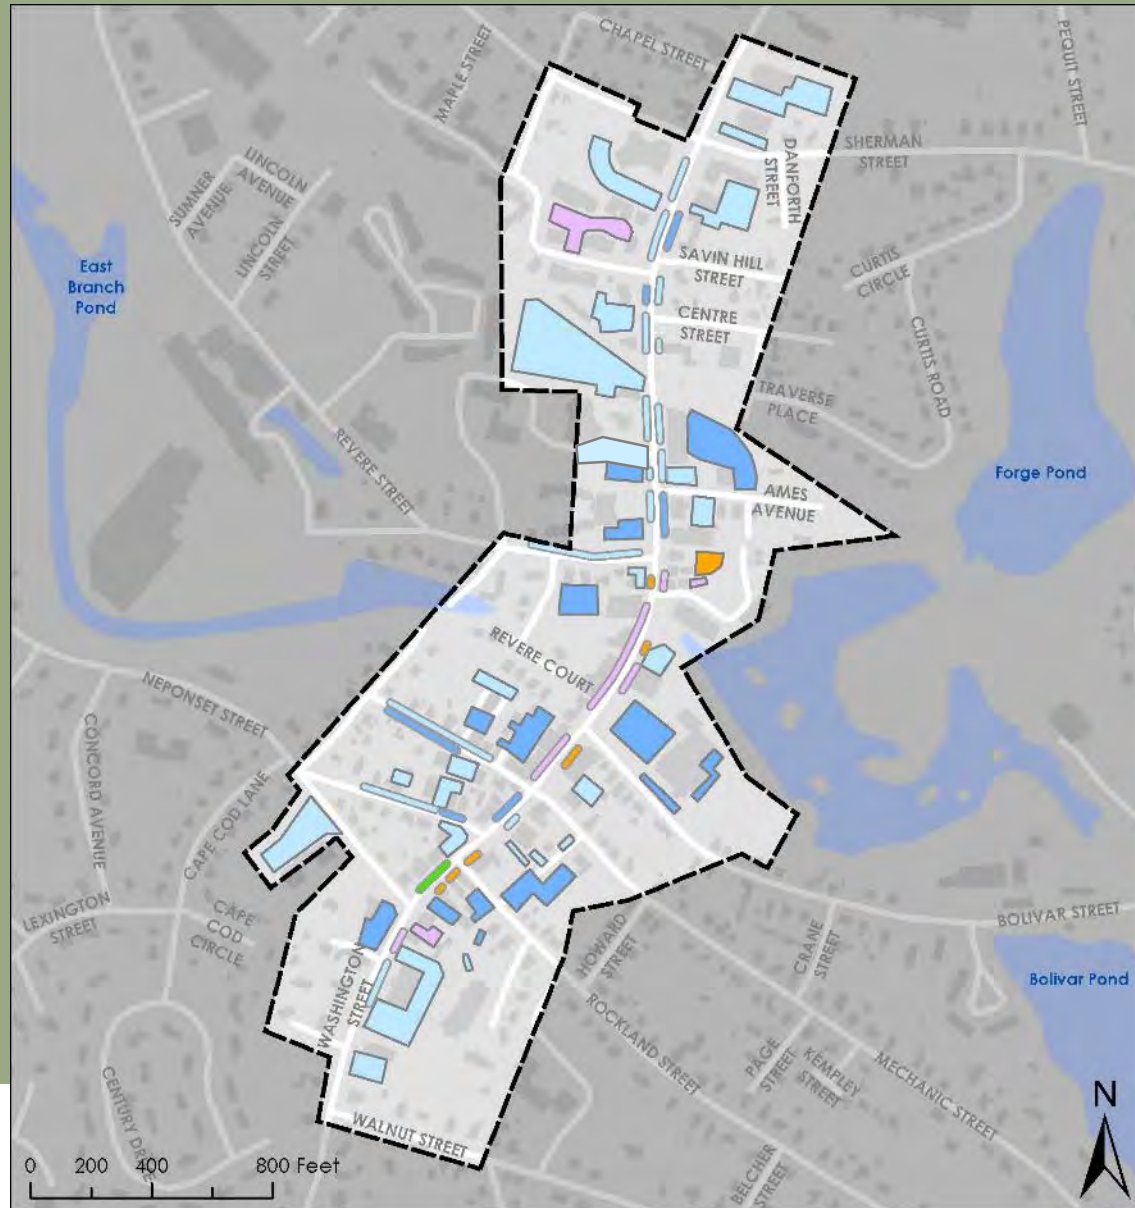 CHAPEL STREET
MAPLE STREET
PEQUIT STREET
SHERMAN
STREET
DANFORTH
STREET
LINCOLN
AVENUE
SUMNER
AVENUE
LINCOLN
STREET
SAVIN HILL
STREET
CURTIS
CIRCLE
East
Branch
Pond
CENTRE
STREET
CURTIS ROAD
TRAVERSE
PLACE
REVERE STREET
Forge Pond
AMES
AVENUE
REVERE COURT
NEPONSET STREET
CONCORD AVENUE
CAPE COD LANE
LEXINGTON
STREET
CAPE
COD
CIRCLE
BOLIVAR STREET
HOWARD
STREET
CRANE
STREET
Bolivar Pond
WASHINGTON
STREET
ROCKLAND STREET
PAGE
STREET
KEMPLEY
STREET
MECHANIC STREET
CENTURY DRIVE
WALNUT STREET
BELCHER
STREET
N
0 200 400 800 Feet